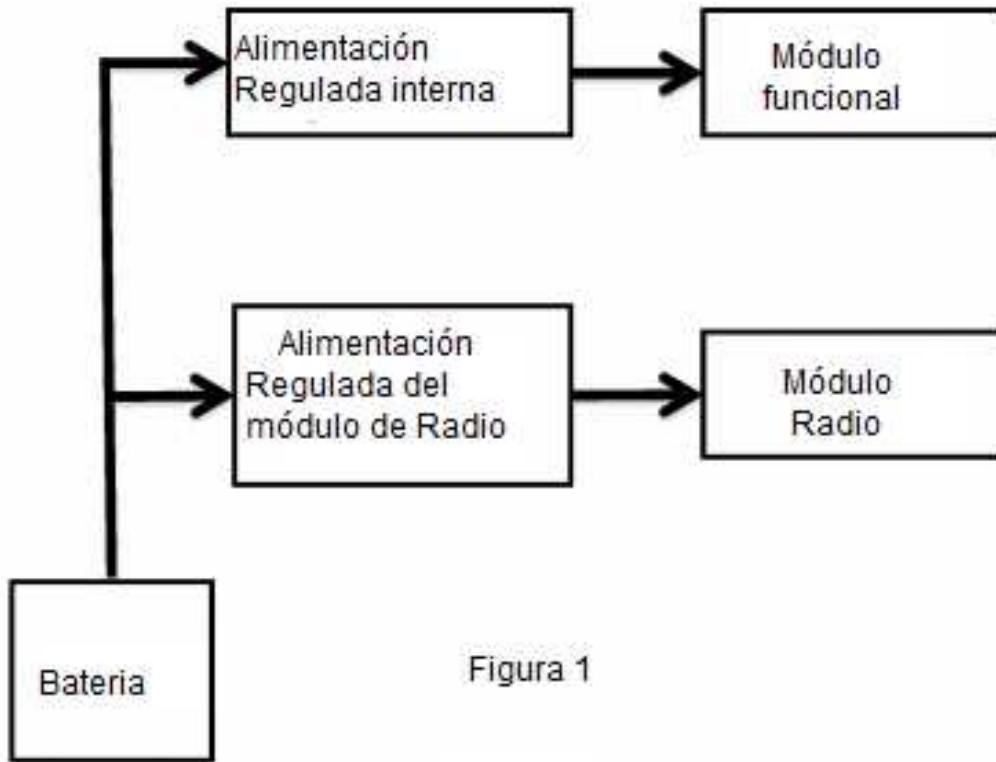 Alimentación
Regulada interna
Módulo
funcional
Alimentación
Regulada del
módulo de Radio
Módulo
Radio
Bateria
Figura 1